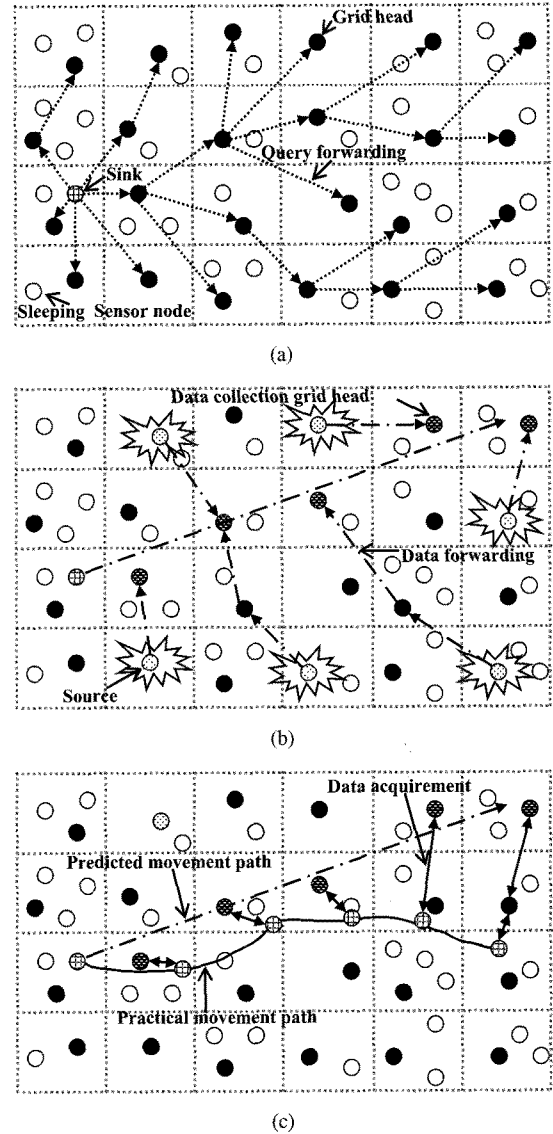 Grid head
Query forwarding
Sink
Sleeping Sensor node
(a)
Data collection grid head
Data forwarding
Source
(b)
Data acquirement
Predicted movement path
Practical movement path
(c)